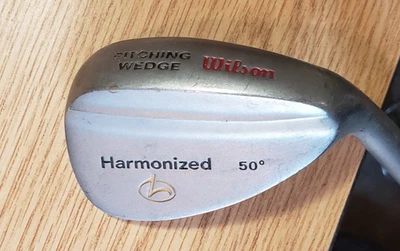 PITCHING
WEDGE
Wilson
Harmonized 50°